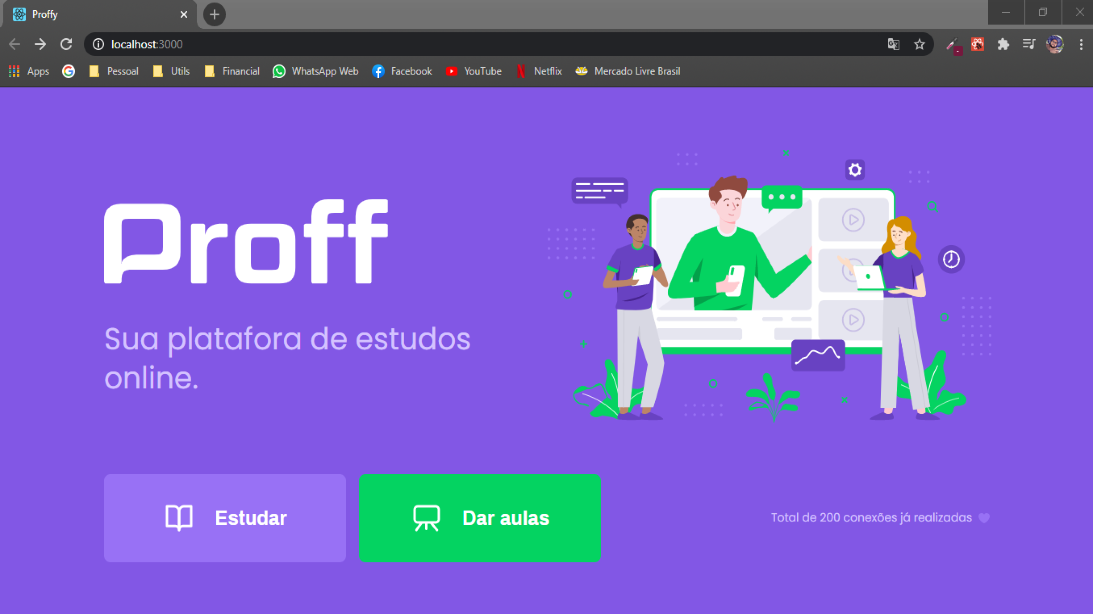 Proffy
localhost:3000
Apps
Pessoal
Utils
Financial
WhatsApp Web
Facebook
YouTube
Netflix
Mercado Livre Brasil
Proff
Sua platafora de estudos
online.
Estudar
Dar aulas
Total de 200 conexões já realizadas